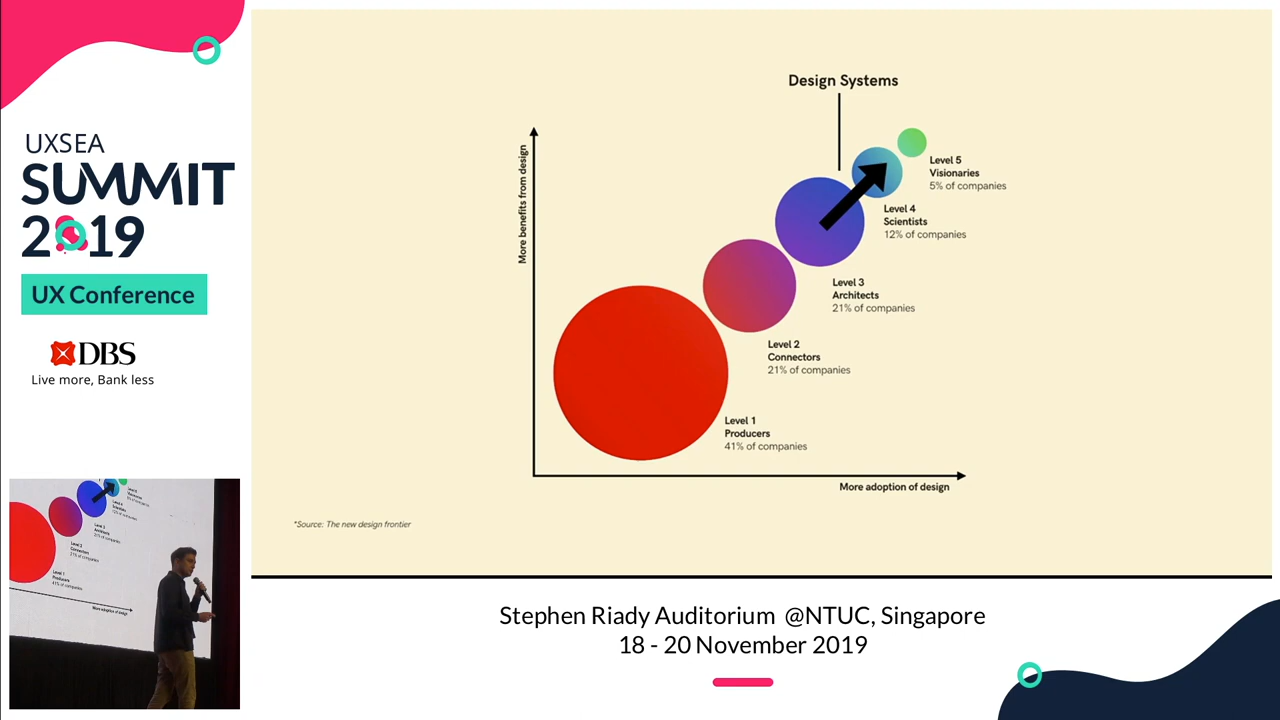 UXSEA
SUMMIT
2019
UX Conference
DBS
Live more, Bank less
Design Systems
More benefits from design
Level 5
Visionaries
5% of companies
Level 4
Scientists
12% of companies
Level 3
Architects
21% of companies
Level 2
Connectors
21% of companies
Level 1
Producers
41% of companies
More adoption of design
*Source: The new design frontier
Stephen Riady Auditorium @NTUC, Singapore
18 - 20 November 2019